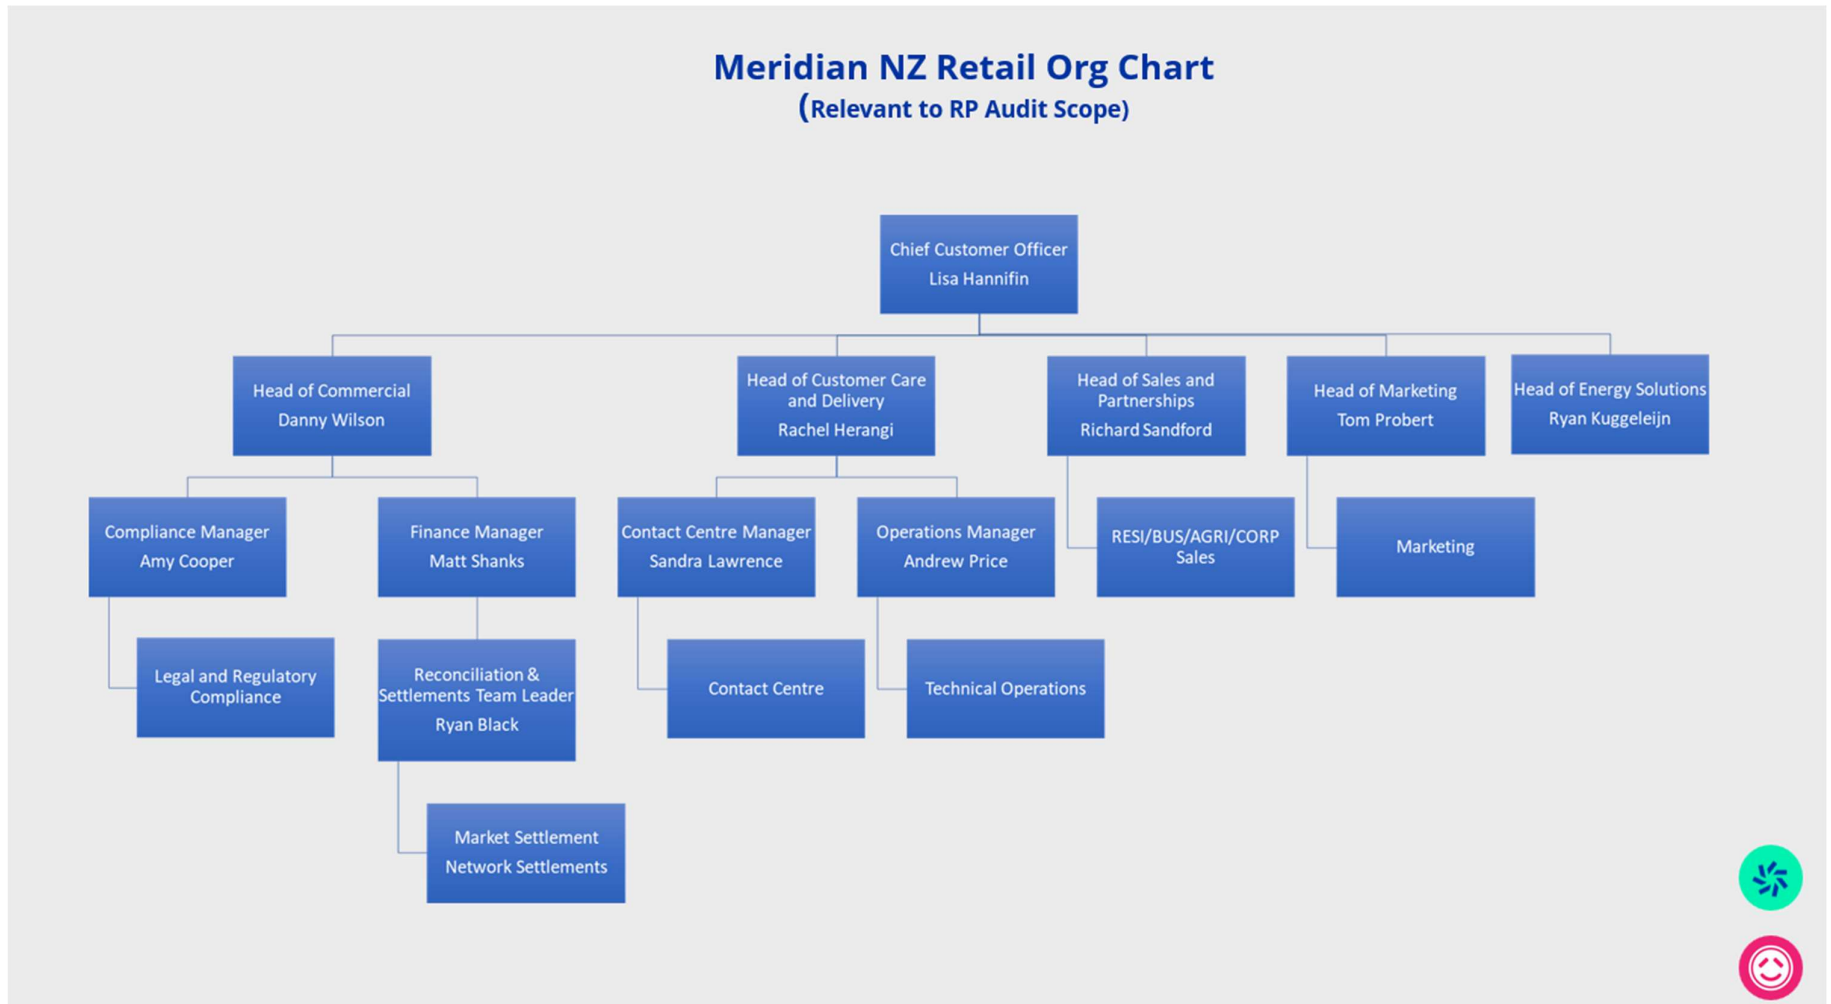 Meridian NZ Retail Org Chart
(Relevant to RP Audit Scope)
Chief Customer Officer
Lisa Hannifin
Head of Commercial
Danny Wilson
Head of Customer Care
and Delivery
Rachel Herangi
Head of Sales and
Partnerships
Richard Sandford
Head of Marketing
Tom Probert
Head of Energy Solutions
Ryan Kuggeleijn
Compliance Manager
Amy Cooper
Finance Manager
Matt Shanks
Contact Centre Manager
Sandra Lawrence
Operations Manager
Andrew Price
RESI/BUS/AGRI/CORP
Sales
Marketing
Legal and Regulatory
Compliance
Reconciliation &
Settlements Team Leader
Ryan Black
Contact Centre
Technical Operations
Market Settlement
Network Settlements